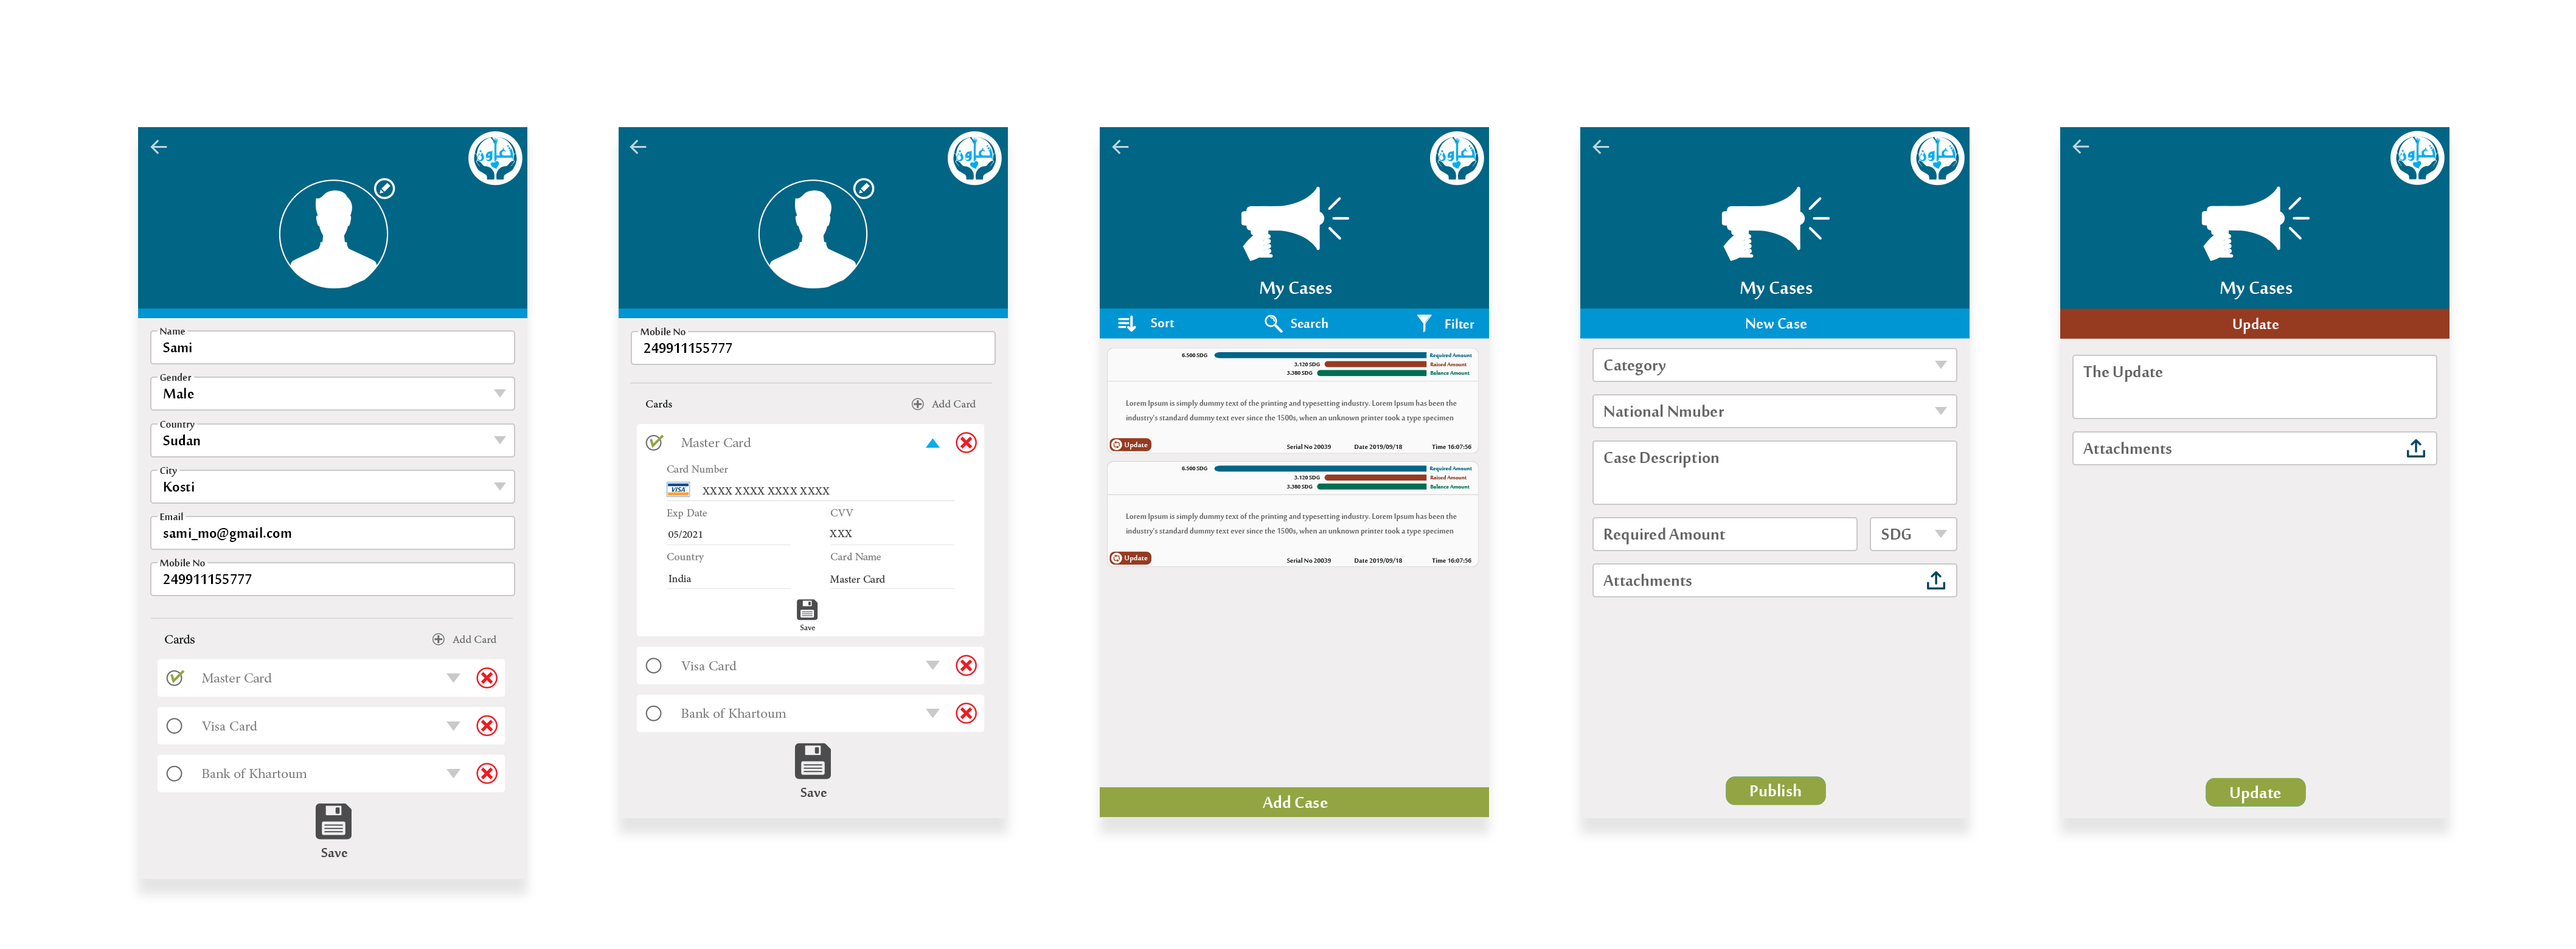 تعاون
Name
Sami
Gender
Male
Country
Sudan
City
Kosti
Email
sami_mo@gmail.com
Mobile No
249911155777
Cards
Add Card
Master Card
Visa Card
Bank of Khartoum
Save
تعاون
Mobile No
249911155777
Cards
Add Card
Master Card
Card Number
VISA XXXX XXXX XXXX XXXX
Exp Date CVV
05/2021 XXX
Country Card Name
India Master Card
Save
Visa Card
Bank of Khartoum
Save
تعاون
My Cases
Sort Search Filter
6.500 SDG Required Amount
3.120 SDG Raised Amount
3.380 SDG Balance Amount
Lorem Ipsum is simply dummy text of the printing and typesetting industry. Lorem Ipsum has been the
industry's standard dummy text ever since the 1500s, when an unknown printer took a type specimen
Update Serial No 20039 Date 2019/09/18 Time 16:07:56
6.500 SDG Required Amount
3.120 SDG Raised Amount
3.380 SDG Balance Amount
Lorem Ipsum is simply dummy text of the printing and typesetting industry. Lorem Ipsum has been the
industry's standard dummy text ever since the 1500s, when an unknown printer took a type specimen
Update Serial No 20039 Date 2019/09/18 Time 16:07:56
Add Case
تعاون
My Cases
New Case
Category
National Nmuber
Case Description
Required Amount SDG
Attachments
Publish
تعاون
My Cases
Update
The Update
Attachments
Update